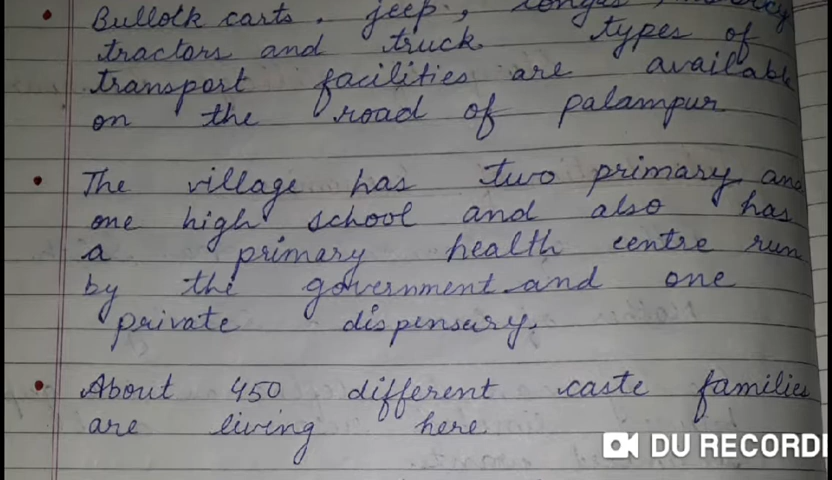 Bullock carts. jeep, tongas,
tractors and truck types of
transport facilities are available
on the road of palampur
The village has two primary and
one high school and also has
a primary health centre run
by the government and one
private dispensary.
About 450 different caste families
are living here
DU RECORD